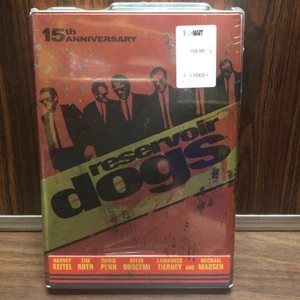 15th
ANNIVERSARY
reservoir
dogs
HARVEY TIM CHRIS STEVE LAWRENCE MICHAEL
KEITEL ROTH PENN BUSCEMI TIERNEY AND MADSEN